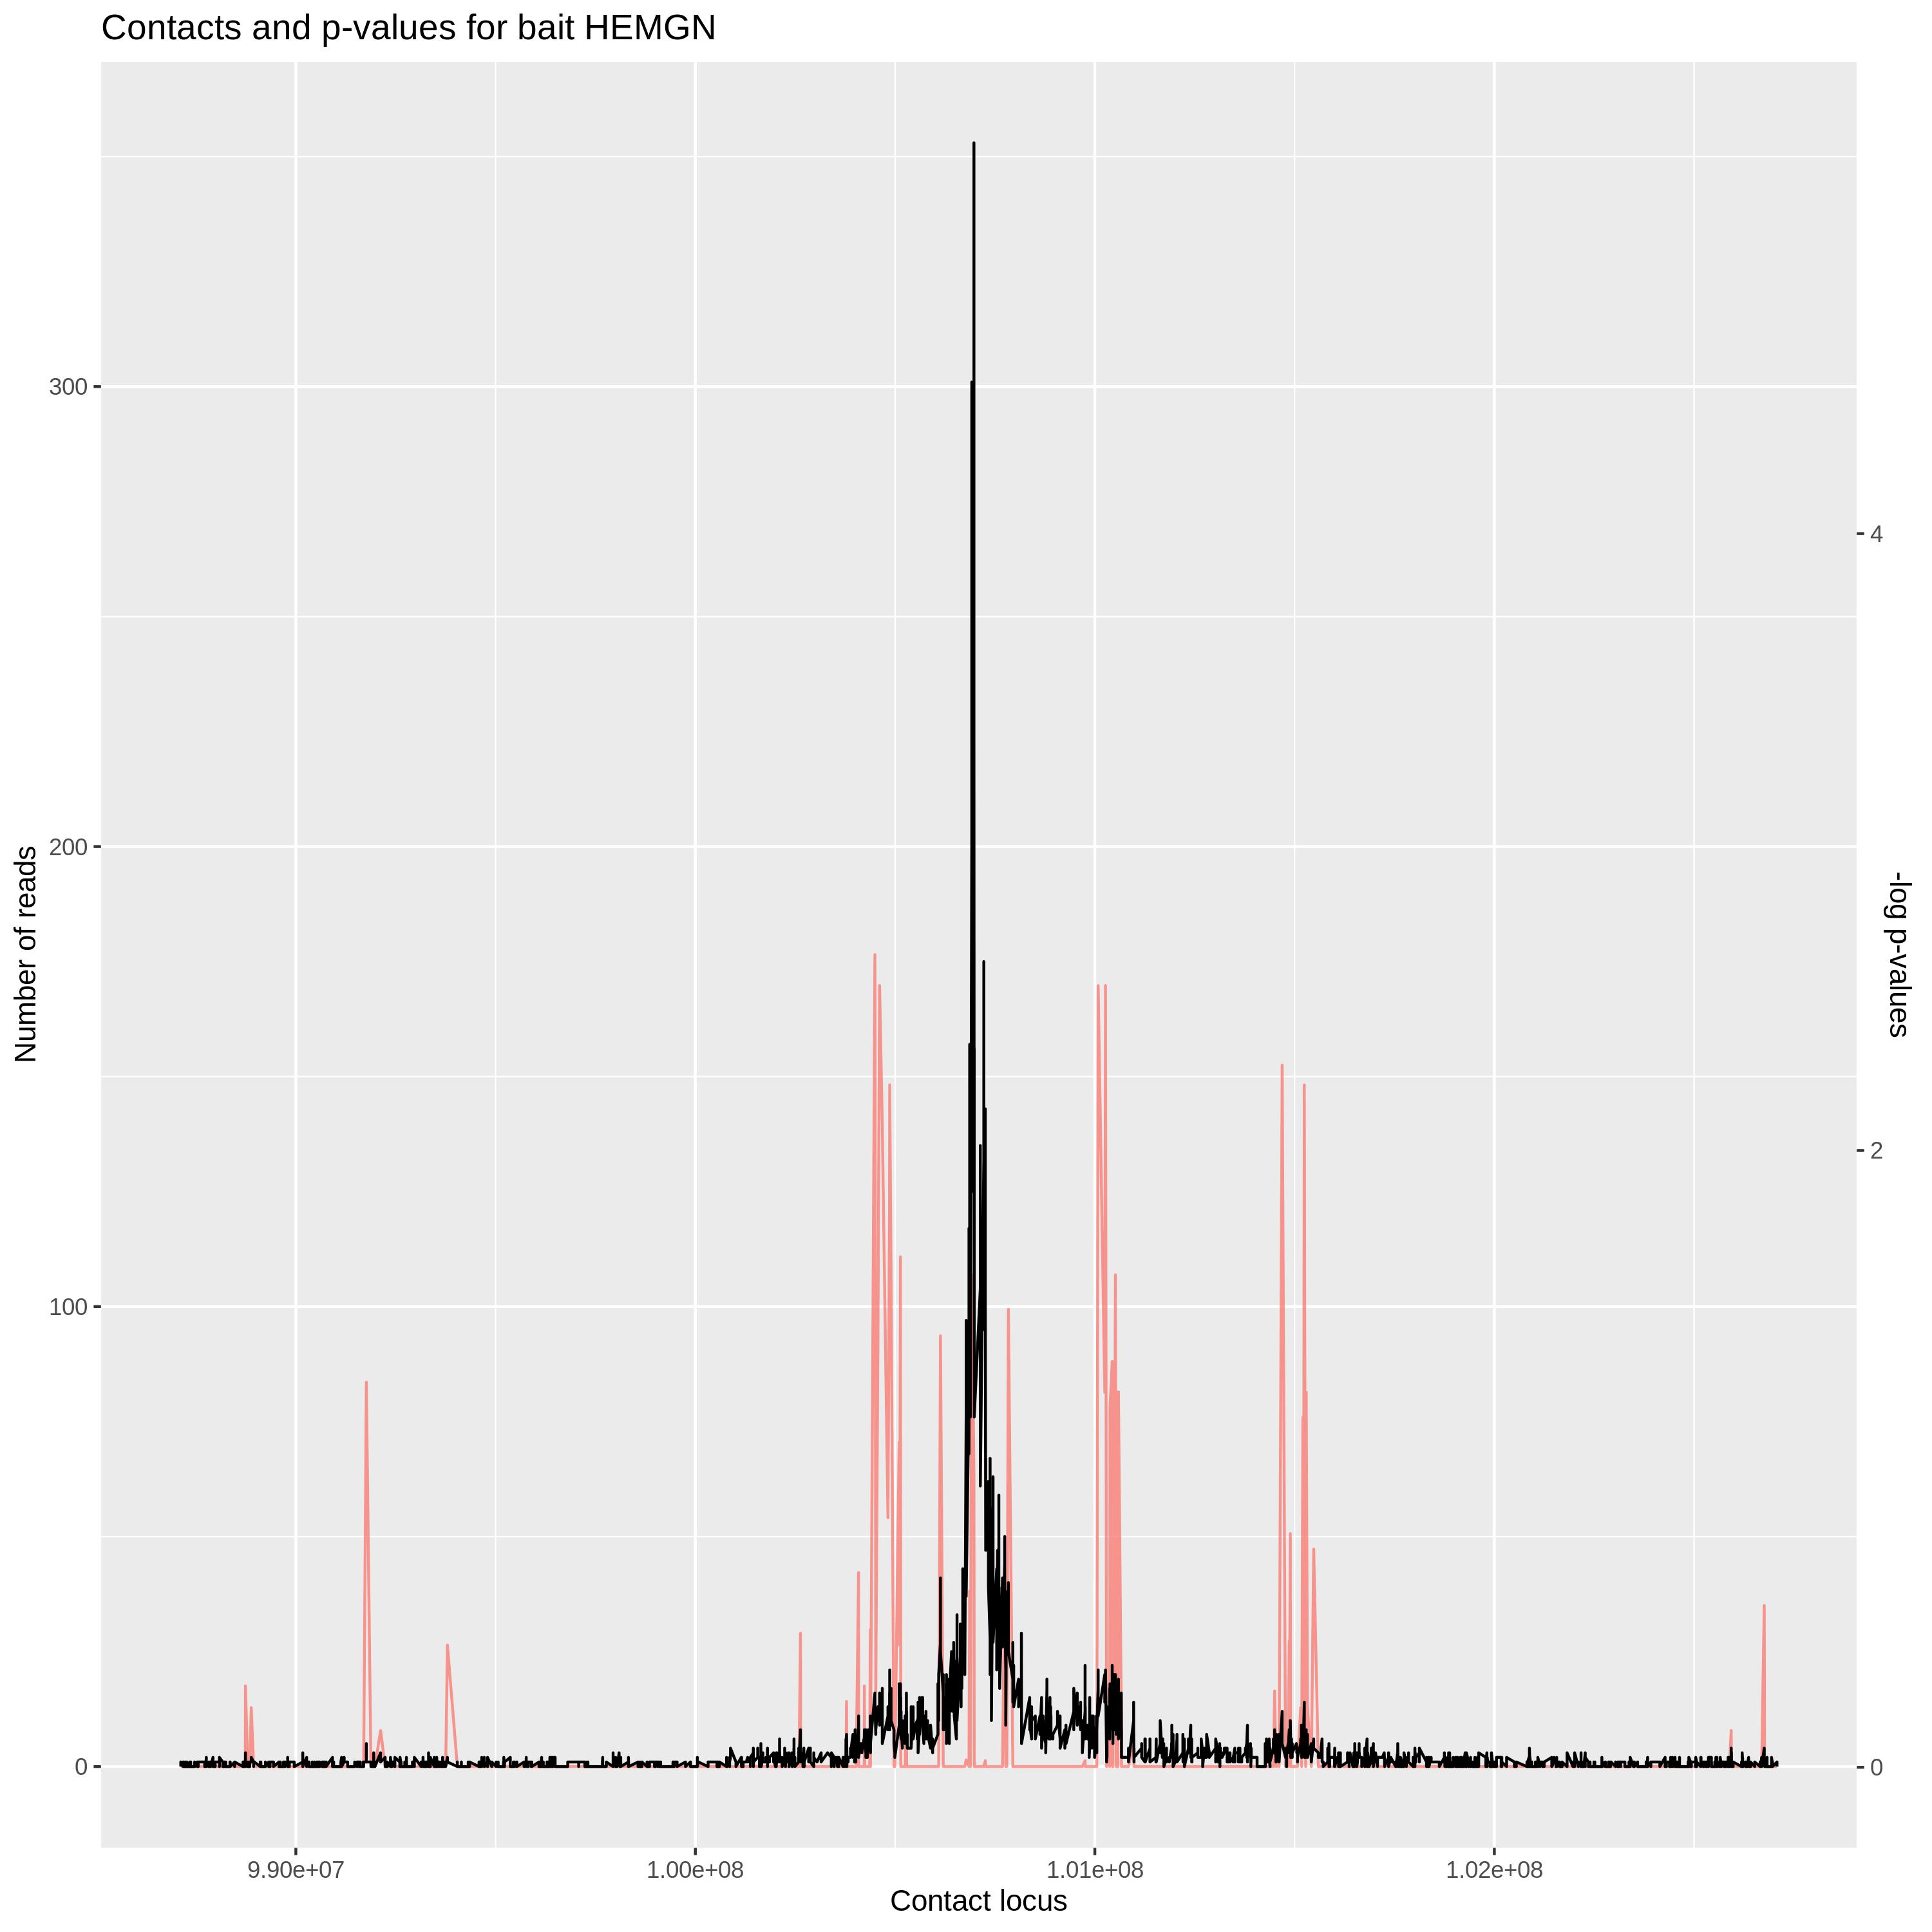 Contacts and p-values for bait HEMGN
300
200
100
0
Number of reads
4
2
0
-log p-values
9.90e+07
1.00e+08
1.01e+08
1.02e+08
Contact locus